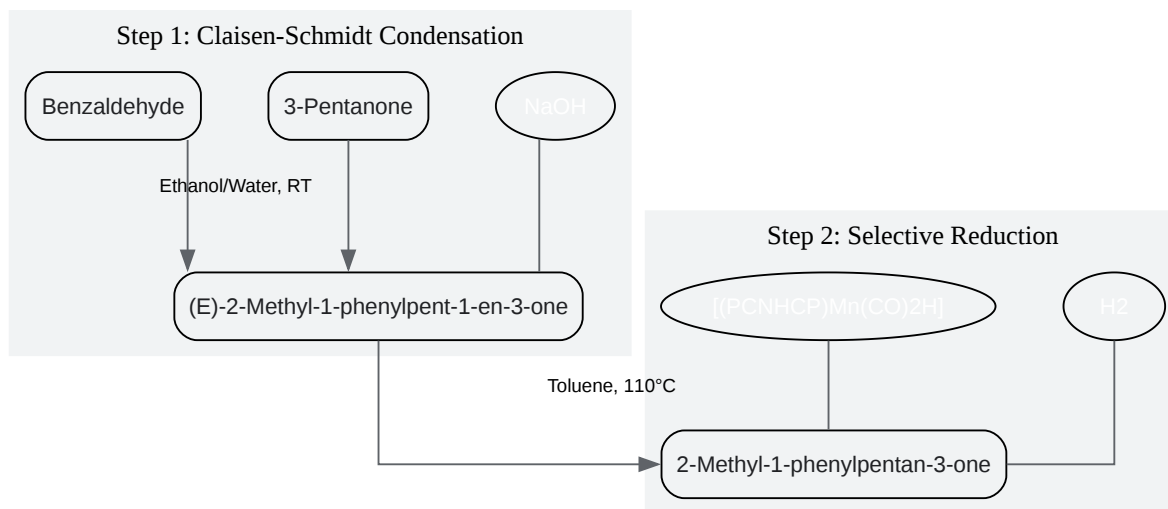 Step 1: Claisen-Schmidt Condensation
Benzaldehyde
3-Pentanone
NaOH
Ethanol/Water, RT
Step 2: Selective Reduction
(E)-2-Methyl-1-phenylpent-1-en-3-one
[(PCNHCP)Mn(CO)2H]
H2
Toluene, 110°C
2-Methyl-1-phenylpentan-3-one